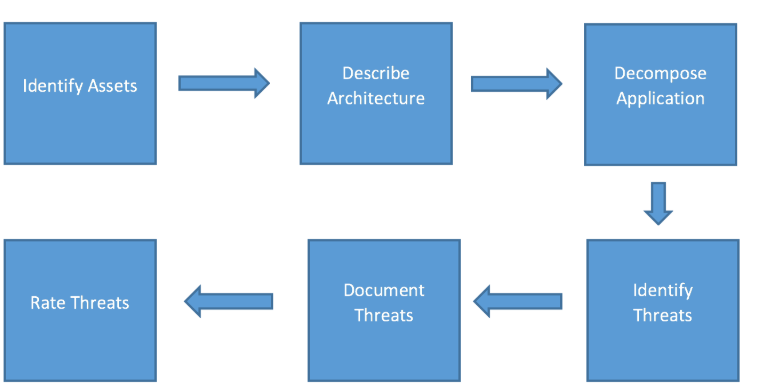 Identify Assets
Describe
Architecture
Decompose
Application
Rate Threats
Document
Threats
Identify
Threats